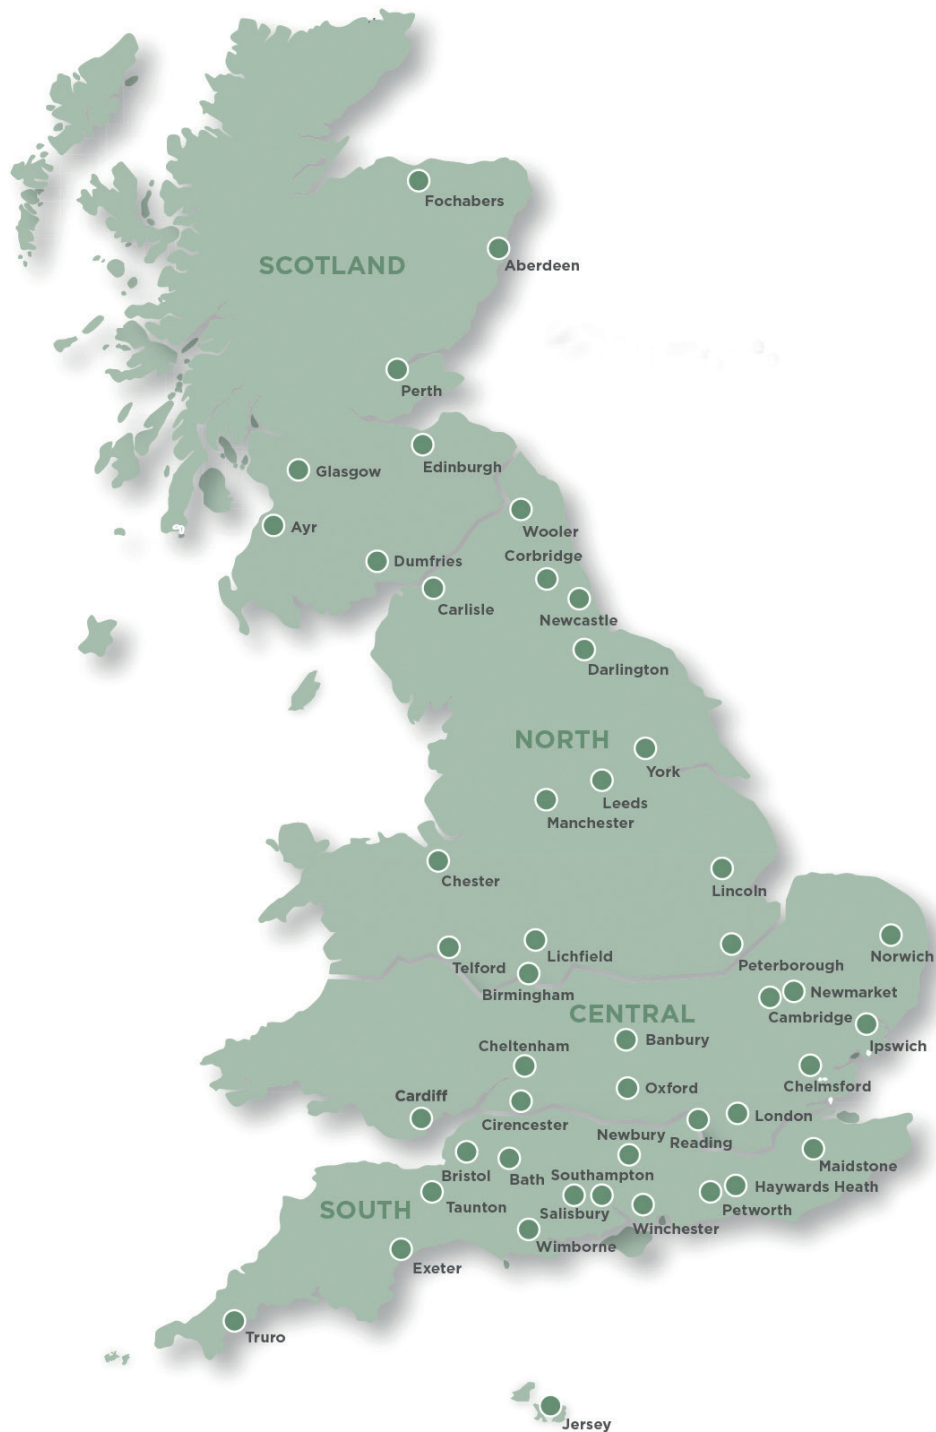 Fochabers
SCOTLAND
Aberdeen
Perth
Edinburgh
Glasgow
Ayr
Wooler
Corbridge
Dumfries
Carlisle
Newcastle
Darlington
NORTH
York
Leeds
Manchester
Chester
Lincoln
Lichfield
Norwich
Telford
Peterborough
Birmingham
Newmarket
CENTRAL
Cambridge
Banbury
Ipswich
Cheltenham
Chelmsford
Oxford
Cardiff
London
Cirencester
Newbury
Reading
Maidstone
Bristol
Bath
Southampton
Haywards Heath
Taunton
SOUTH
Salisbury
Petworth
Winchester
Wimborne
Exeter
Truro
Jersey